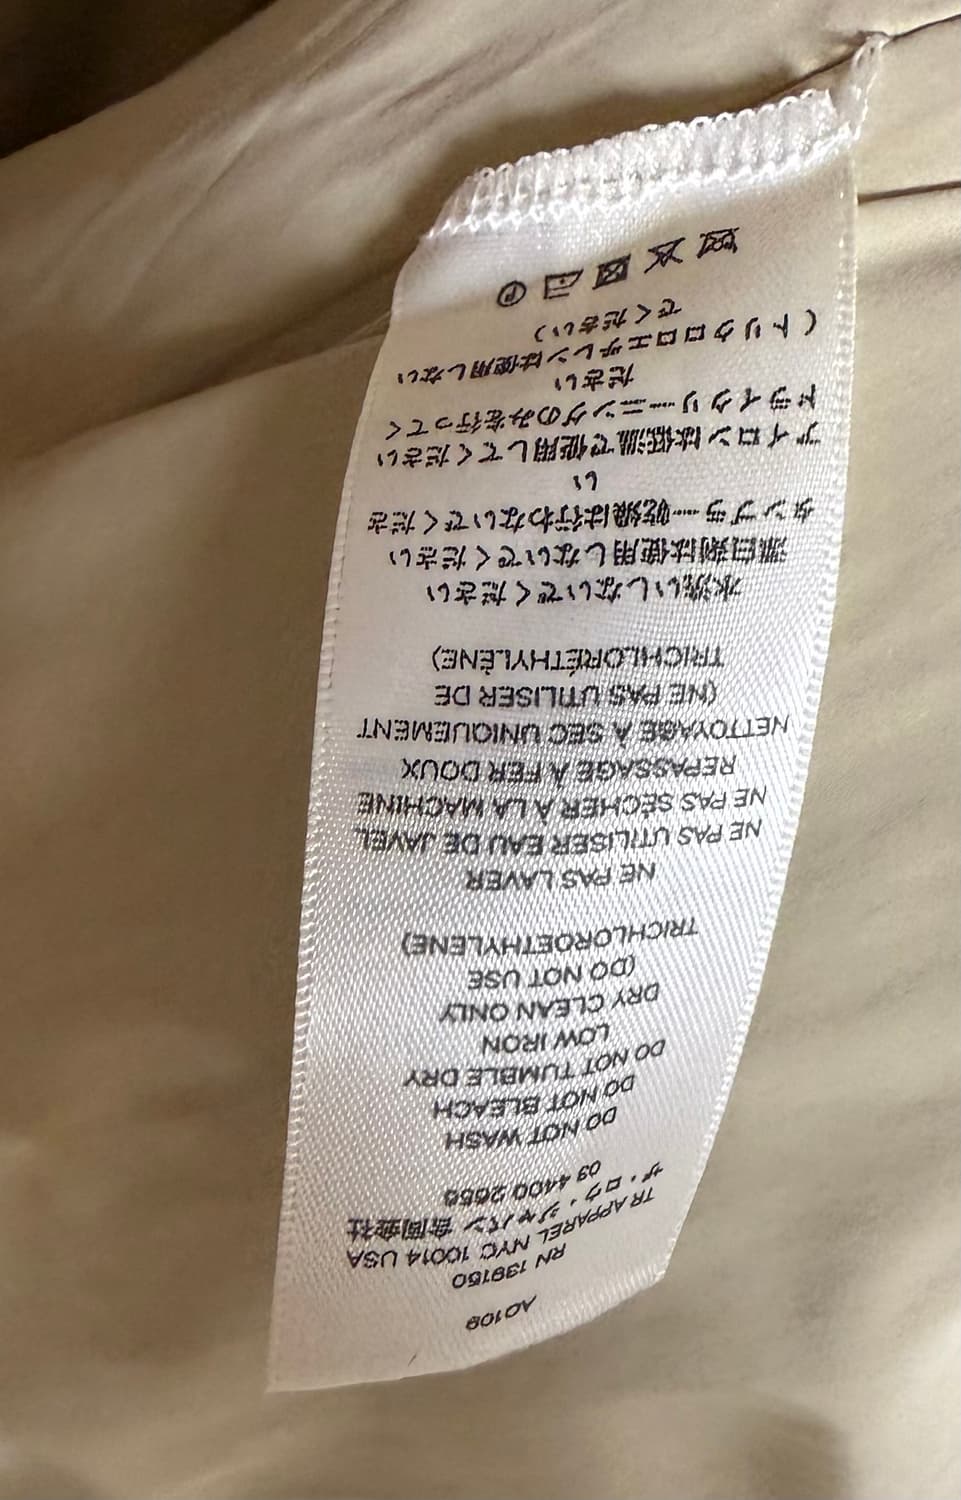 AO109
RN 139150
TR APPAREL NYC 10014 USA
ザ・ロウ・ジャパン 合同会社
03 4400 2656
DO NOT WASH
DO NOT BLEACH
DO NOT TUMBLE DRY
LOW IRON
DRY CLEAN ONLY
(DO NOT USE
TRICHLOROETHYLENE)
NE PAS LAVER
NE PAS UTILISER EAU DE JAVEL
NE PAS SÉCHER À LA MACHINE
REPASSAGE À FER DOUX
NETTOYAGE À SEC UNIQUEMENT
(NE PAS UTILISER DE
TRICHLORÉTHYLÈNE)
水洗いしないでください
漂白剤は使用しないでください
タンブラー乾燥は行わないでくださ
い
アイロンは低温で使用してください
ドライクリーニングのみを行ってく
ださい
(トリクロロエチレンは使用しない
でください)
P